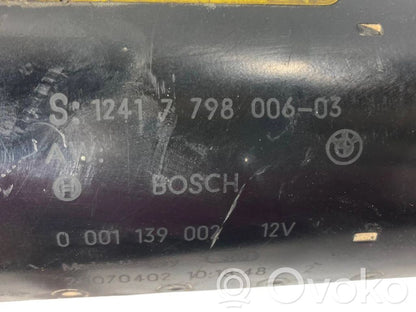 S: 1241 7 798 006-03
BOSCH
0 001 139 002 12V
OVOKO